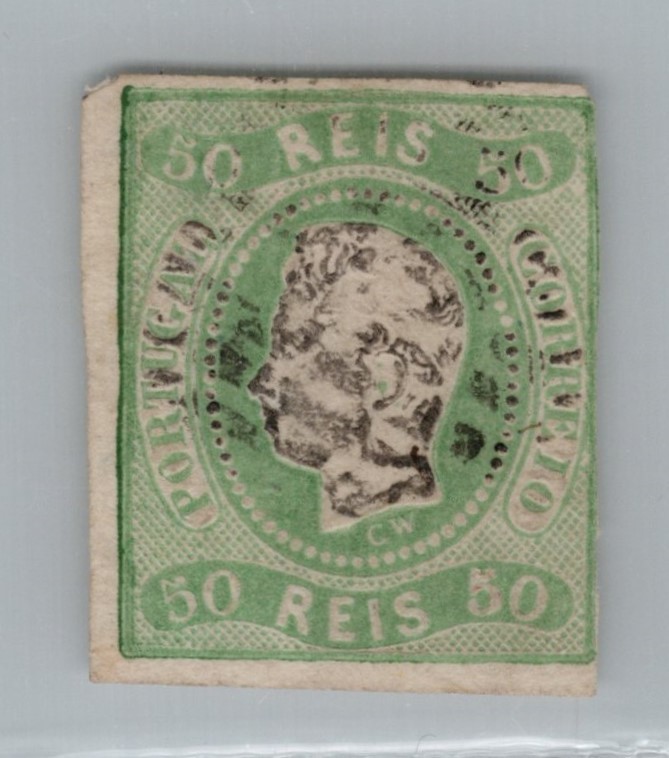 50 REIS 50
PORTUGAL
CORREIO
CW
50 REIS 50